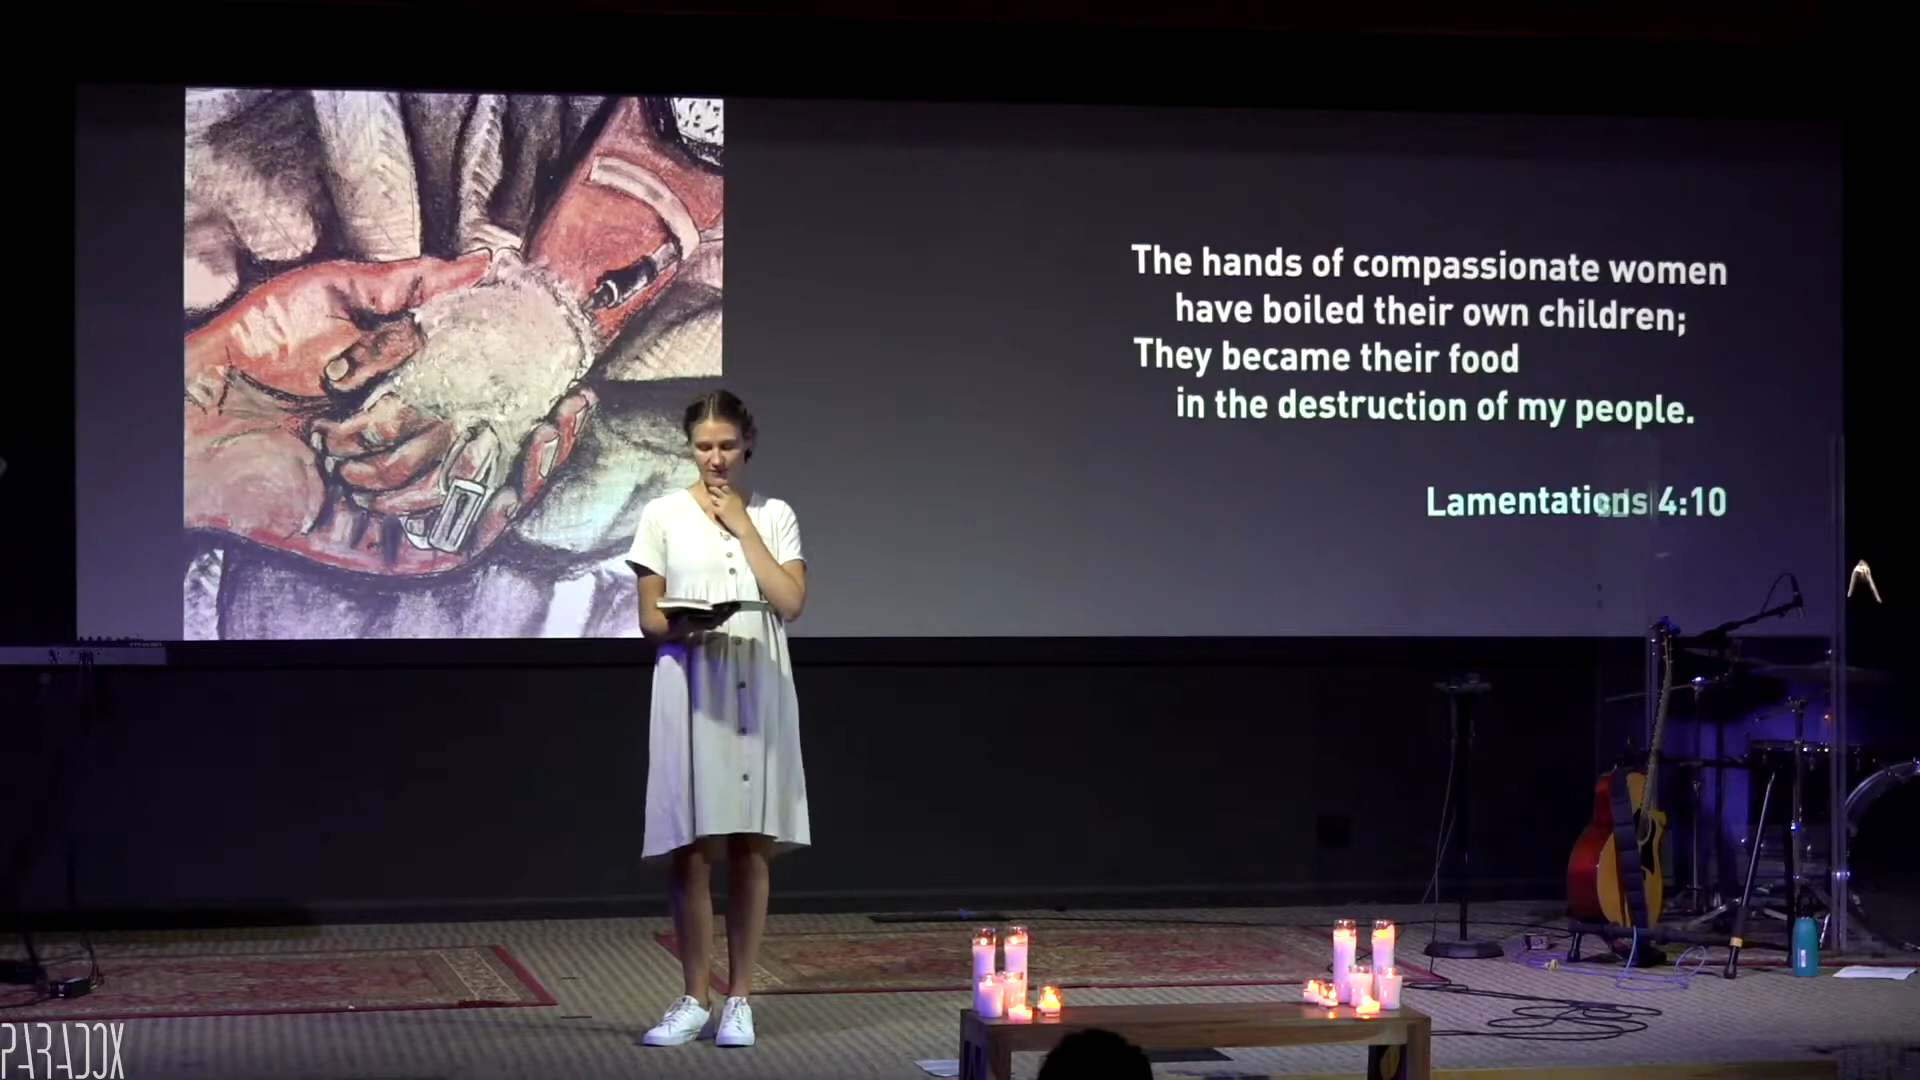 The hands of compassionate women
have boiled their own children;
They became their food
in the destruction of my people.
Lamentations 4:10
PARADOX